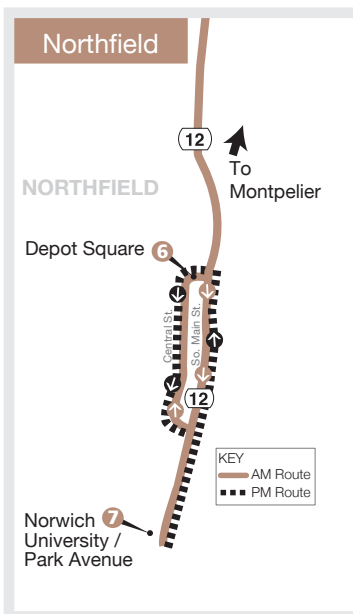 Northfield
12
To
Montpelier
NORTHFIELD
Depot Square 6
Central St.
So. Main St.
12
KEY
AM Route
PM Route
Norwich 7
University /
Park Avenue